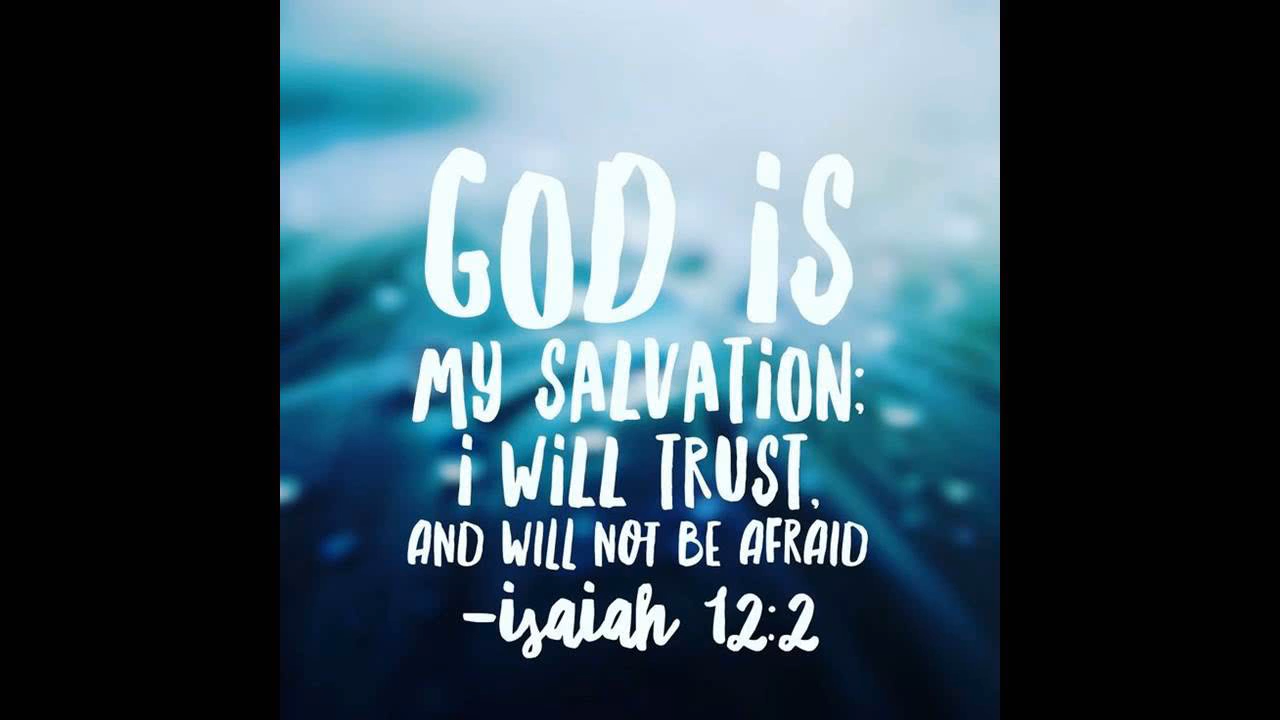 GOD iS
MY SALVATiON;
i WiLL TRUST,
AND WILL NOT BE AFRAID
-isaiah 12:2